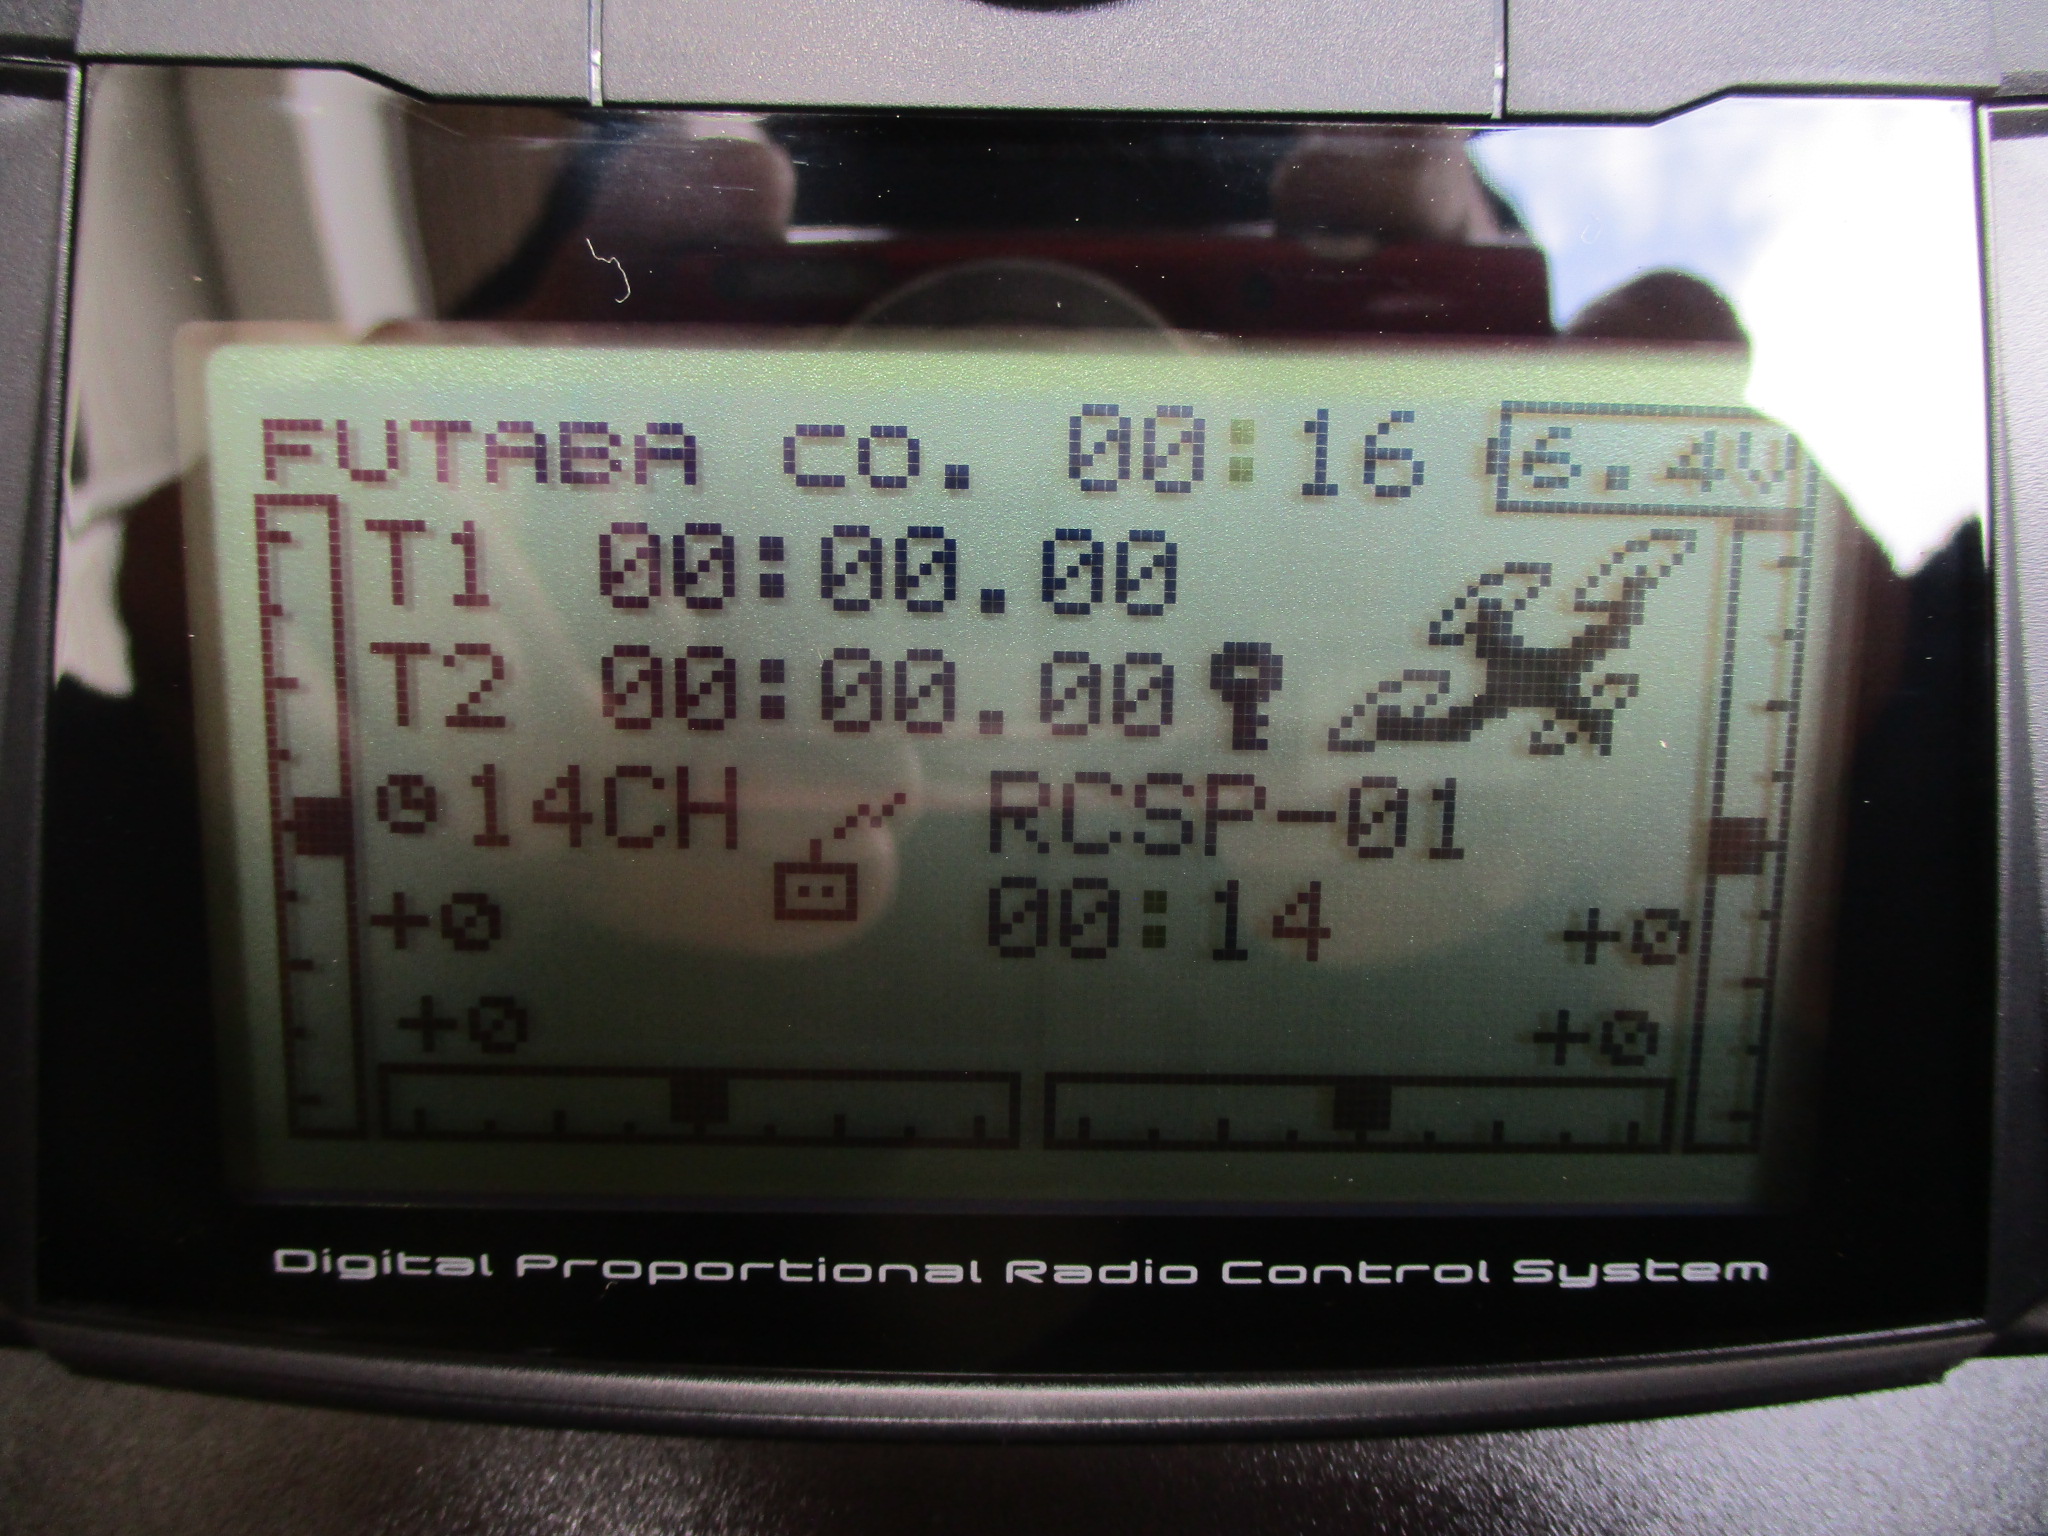 FUTABA CO. 00:16 6.4V
T1 00:00.00
T2 00:00.00
14CH RCSP-01
+0 00:14 +0
+0 +0
Digital Proportional Radio Control System